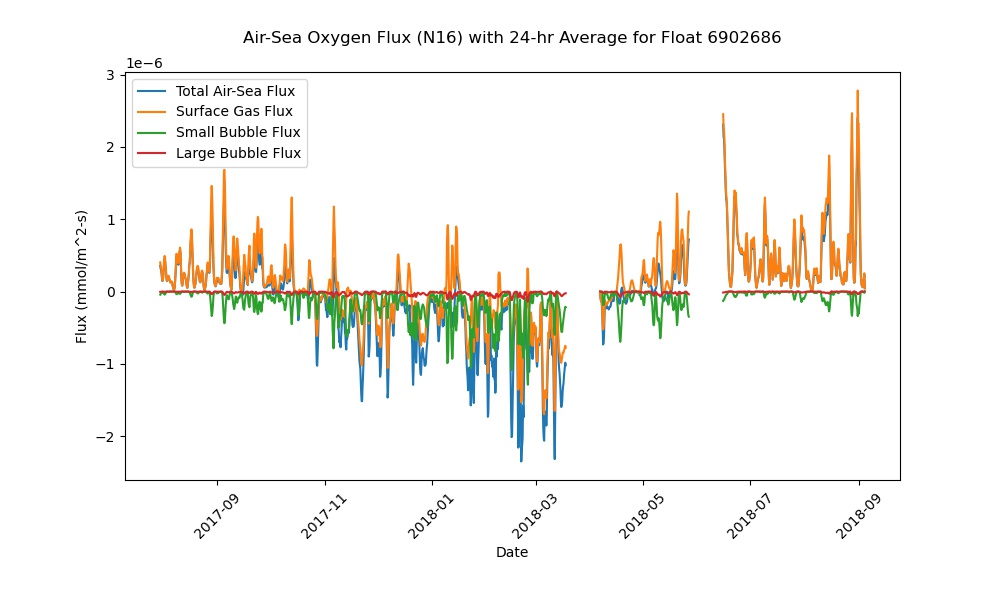 Air-Sea Oxygen Flux (N16) with 24-hr Average for Float 6902686
1e−6
3
2
1
0
−1
−2
Flux (mmol/m^2-s)
Total Air-Sea Flux
Surface Gas Flux
Small Bubble Flux
Large Bubble Flux
2017-09
2017-11
2018-01
2018-03
2018-05
2018-07
2018-09
Date